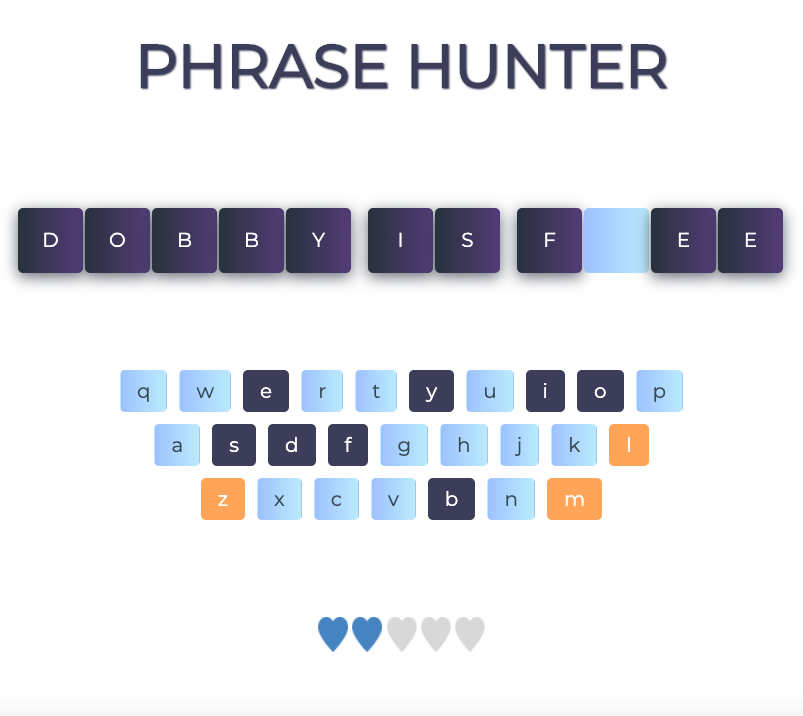 PHRASE HUNTER
D O B B Y I S F E E
q w e r t y u i o p
a s d f g h j k l
z x c v b n m